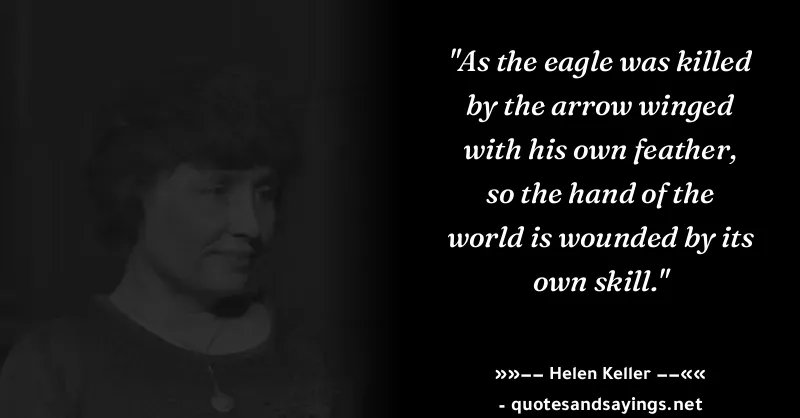 "As the eagle was killed
by the arrow winged
with his own feather,
so the hand of the
world is wounded by its
own skill."
»»−− Helen Keller −−««
- quotesandsayings.net